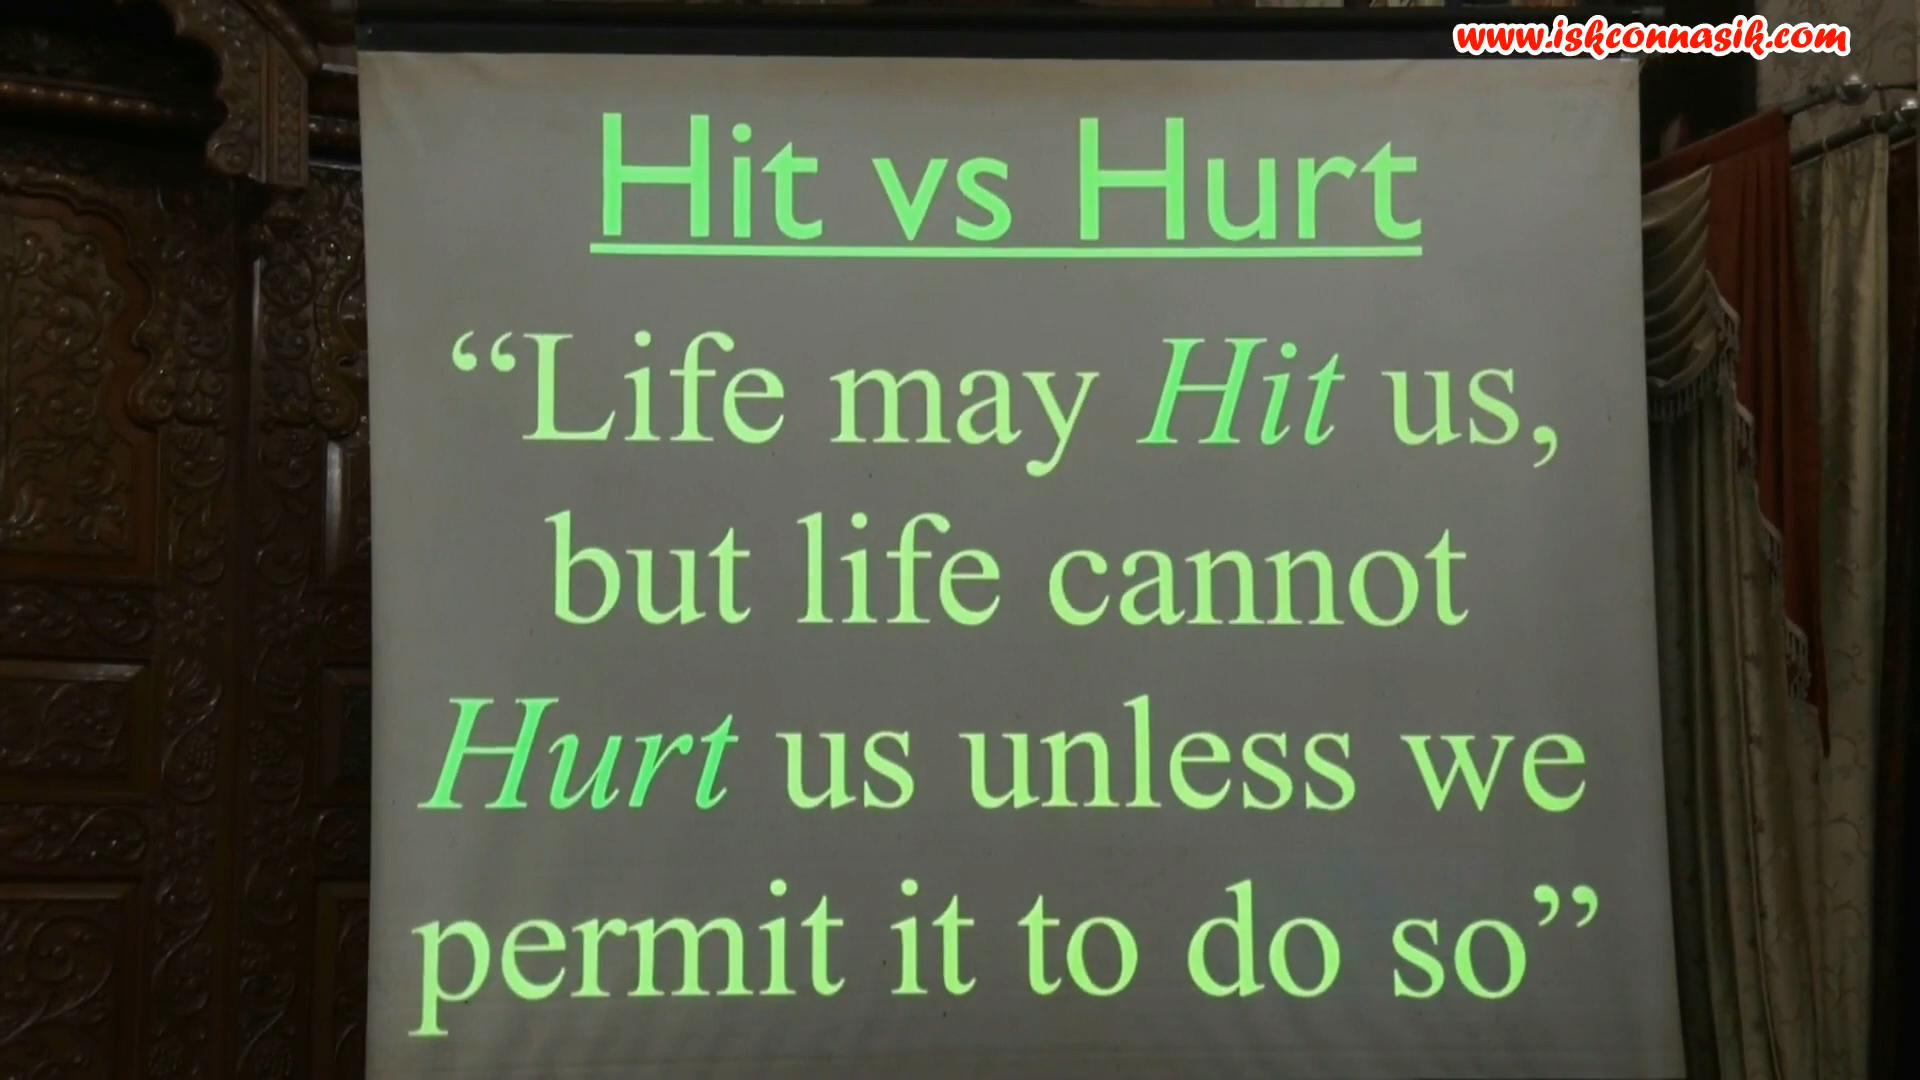 www.iskconnasik.com
Hit vs Hurt
“Life may Hit us,
but life cannot
Hurt us unless we
permit it to do so”